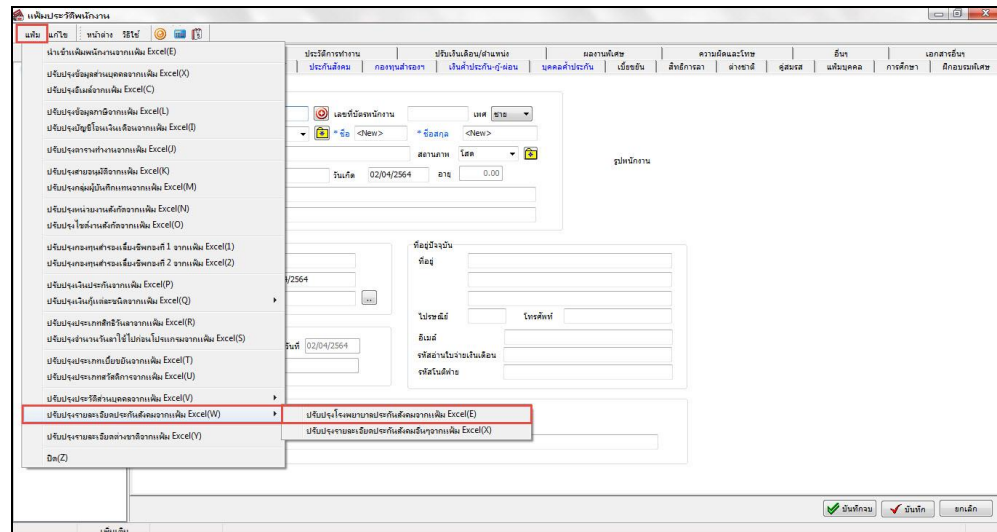 แฟ้มประวัติพนักงาน
แฟ้ม แก้ไข หน้าต่าง วิธีใช้
นำเข้าแฟ้มพนักงานจากแฟ้ม Excel(E)
ปรับปรุงข้อมูลส่วนบุคคลจากแฟ้ม Excel(X)
ปรับปรุงอีเมล์จากแฟ้ม Excel(C)
ปรับปรุงข้อมูลภาษีจากแฟ้ม Excel(L)
ปรับปรุงบัญชีโอนเงินเดือนจากแฟ้ม Excel(I)
ปรับปรุงตารางทำงานจากแฟ้ม Excel(J)
ปรับปรุงสายอนุมัติจากแฟ้ม Excel(K)
ปรับปรุงกลุ่มผู้บันทึกแทนจากแฟ้ม Excel(M)
ปรับปรุงหน่วยงานสังกัดจากแฟ้ม Excel(N)
ปรับปรุงไซต์งานสังกัดจากแฟ้ม Excel(O)
ปรับปรุงกองทุนสำรองเลี้ยงชีพกองที่ 1 จากแฟ้ม Excel(1)
ปรับปรุงกองทุนสำรองเลี้ยงชีพกองที่ 2 จากแฟ้ม Excel(2)
ปรับปรุงเงินประกันจากแฟ้ม Excel(P)
ปรับปรุงเงินกู้แต่ละชนิดจากแฟ้ม Excel(Q)
ปรับปรุงประเภทสิทธิวันลาจากแฟ้ม Excel(R)
ปรับปรุงจำนวนวันลาใช้ไปก่อนโปรแกรมจากแฟ้ม Excel(S)
ปรับปรุงประเภทเบี้ยขยันจากแฟ้ม Excel(T)
ปรับปรุงประเภทสวัสดิการจากแฟ้ม Excel(U)
ปรับปรุงประวัติส่วนบุคคลจากแฟ้ม Excel(V)
ปรับปรุงรายละเอียดประกันสังคมจากแฟ้ม Excel(W)
ปรับปรุงรายละเอียดต่างชาติจากแฟ้ม Excel(Y)
ปิด(Z)
ปรับปรุงโรงพยาบาลประกันสังคมจากแฟ้ม Excel(E)
ปรับปรุงรายละเอียดประกันสังคมอื่นๆจากแฟ้ม Excel(X)
ประวัติการทำงาน ปรับเงินเดือน/ตำแหน่ง ผลงานพิเศษ ความผิดและโทษ อื่นๆ เอกสารอื่นๆ
ประกันสังคม กองทุนสำรองฯ เงินค้ำประกัน-กู้-ผ่อน บุคคลค้ำประกัน เบี้ยขยัน สิทธิการลา ต่างชาติ คู่สมรส แฟ้มบุคคล การศึกษา ฝึกอบรมพิเศษ
เลขที่บัตรพนักงาน เพศ ชาย
* ชื่อ <New> * ชื่อสกุล <New>
สถานภาพ โสด
รูปพนักงาน
วันเกิด 02/04/2564 อายุ 0.00
ที่อยู่ปัจจุบัน
ที่อยู่
/2564
ไปรษณีย์ โทรศัพท์
อีเมล์
วันที่ 02/04/2564
รหัสอ่านใบจ่ายเงินเดือน
รหัสโนติฟาย
บันทึกจบ บันทึก ยกเลิก
เพิ่มเติม